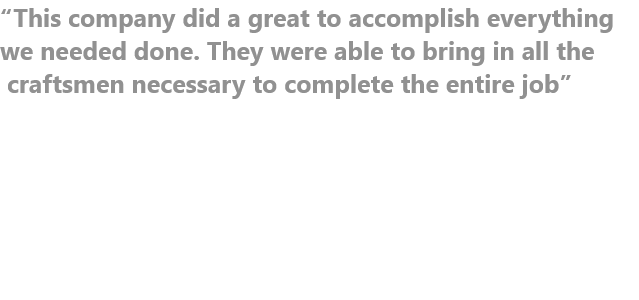 “This company did a great to accomplish everything
we needed done. They were able to bring in all the
craftsmen necessary to complete the entire job”